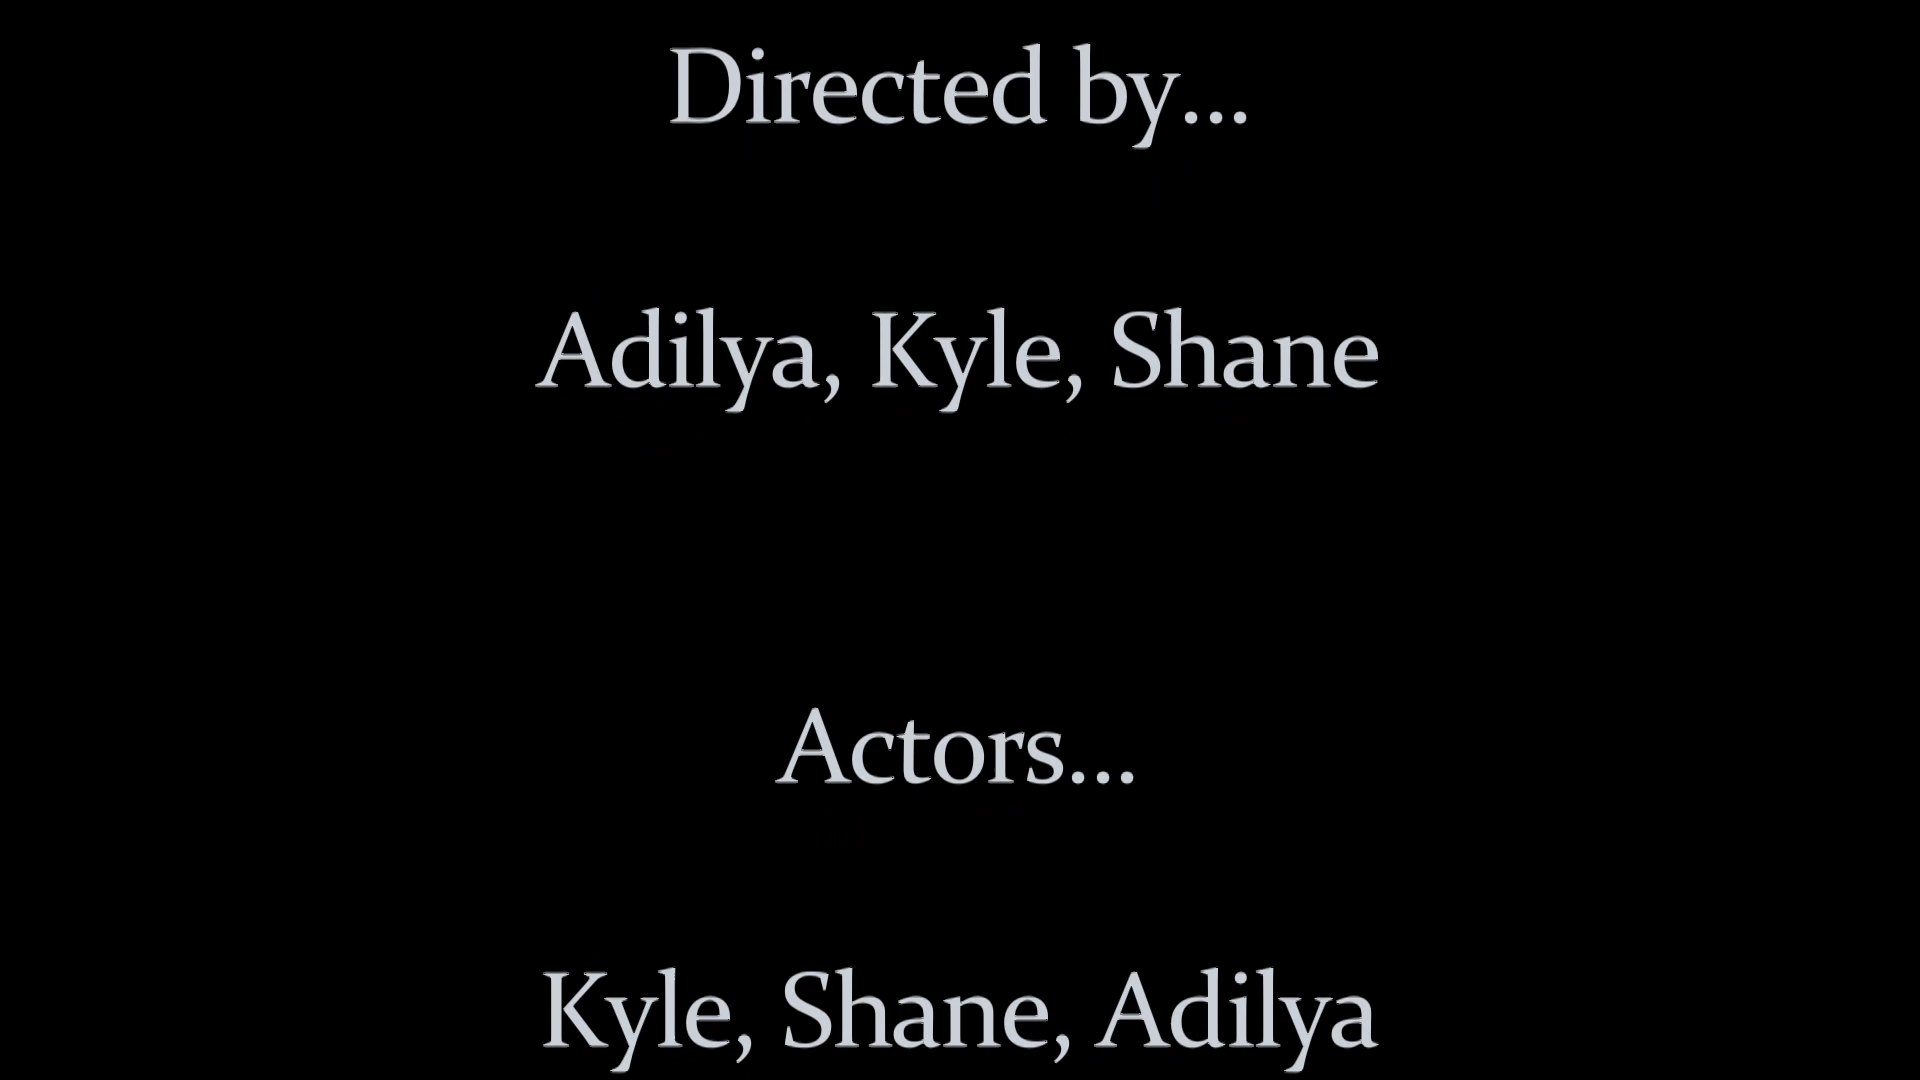 Directed by...
Adilya, Kyle, Shane
Actors...
Kyle, Shane, Adilya